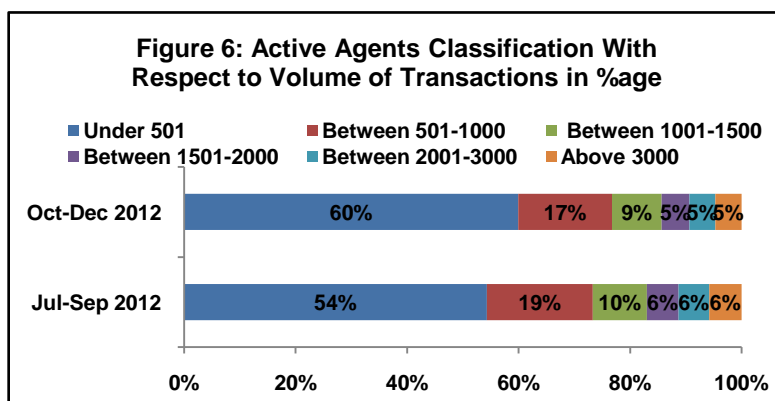 Figure 6: Active Agents Classification With
Respect to Volume of Transactions in %age
Under 501 Between 501-1000 Between 1001-1500
Between 1501-2000 Between 2001-3000 Above 3000
Oct-Dec 2012 60% 17% 9% 5% 5% 5%
Jul-Sep 2012 54% 19% 10% 6% 6% 6%
0% 20% 40% 60% 80% 100%